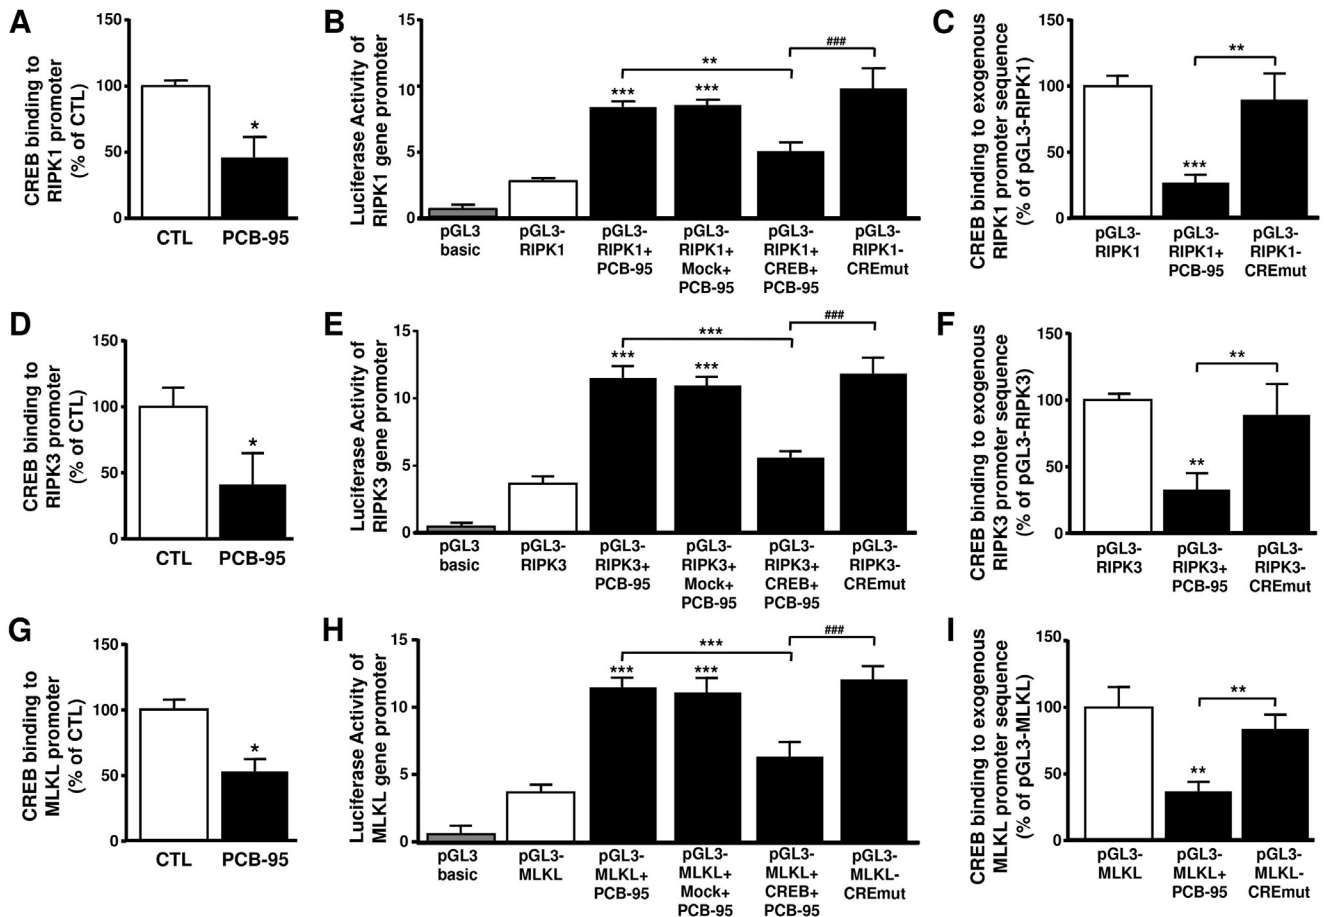 A
CREB binding to
RIPK1 promoter
(% of CTL)
150
100
50
0
*
CTL
PCB-95
B
Luciferase Activity of
RIPK1 gene promoter
15
10
5
0
***
***
**
###
pGL3
basic
pGL3-
RIPK1
pGL3-
RIPK1+
PCB-95
pGL3-
RIPK1+
Mock+
PCB-95
pGL3-
RIPK1+
CREB+
PCB-95
pGL3-
RIPK1-
CREmut
C
CREB binding to exogenous
RIPK1 promoter sequence
(% of pGL3-RIPK1)
150
100
50
0
***
**
pGL3-
RIPK1
pGL3-
RIPK1+
PCB-95
pGL3-
RIPK1-
CREmut
D
CREB binding to
RIPK3 promoter
(% of CTL)
150
100
50
0
*
CTL
PCB-95
E
Luciferase Activity of
RIPK3 gene promoter
15
10
5
0
***
***
***
###
pGL3
basic
pGL3-
RIPK3
pGL3-
RIPK3+
PCB-95
pGL3-
RIPK3+
Mock+
PCB-95
pGL3-
RIPK3+
CREB+
PCB-95
pGL3-
RIPK3-
CREmut
F
CREB binding to exogenous
RIPK3 promoter sequence
(% of pGL3-RIPK3)
150
100
50
0
**
**
pGL3-
RIPK3
pGL3-
RIPK3+
PCB-95
pGL3-
RIPK3-
CREmut
G
CREB binding to
MLKL promoter
(% of CTL)
150
100
50
0
*
CTL
PCB-95
H
Luciferase Activity of
MLKL gene promoter
15
10
5
0
***
***
***
###
pGL3
basic
pGL3-
MLKL
pGL3-
MLKL+
PCB-95
pGL3-
MLKL+
Mock+
PCB-95
pGL3-
MLKL+
CREB+
PCB-95
pGL3-
MLKL-
CREmut
I
CREB binding to exogenous
MLKL promoter sequence
(% of pGL3-MLKL)
150
100
50
0
**
**
pGL3-
MLKL
pGL3-
MLKL+
PCB-95
pGL3-
MLKL-
CREmut